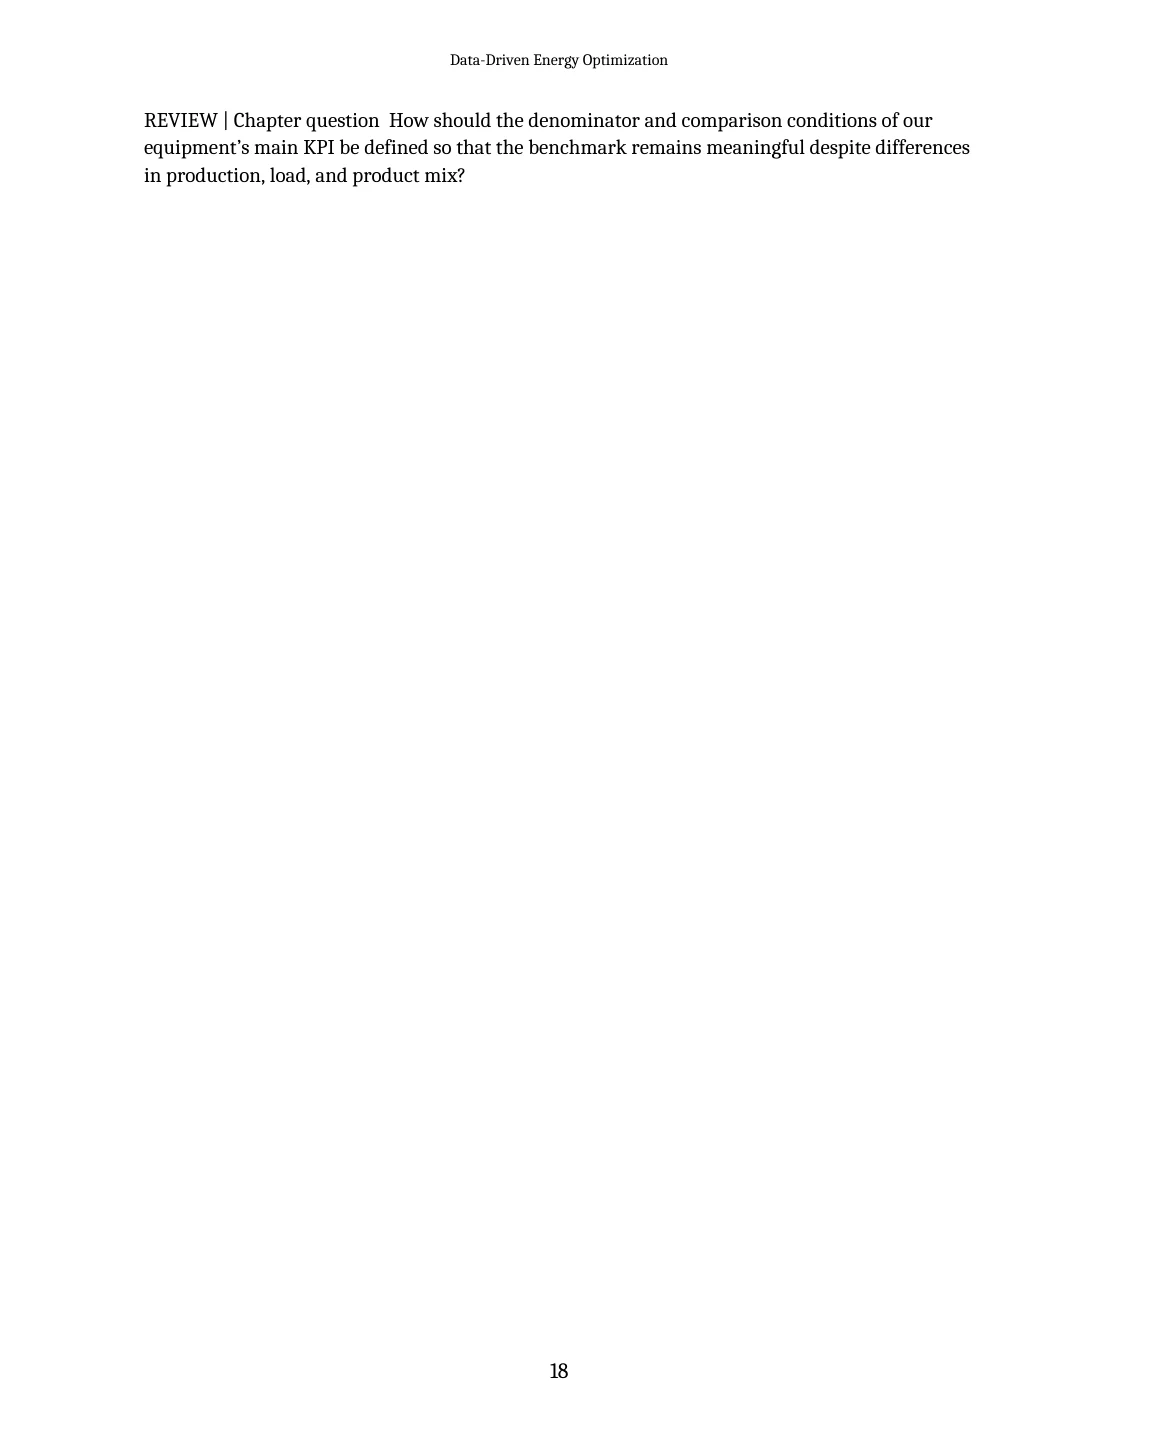 Data-Driven Energy Optimization
REVIEW | Chapter question  How should the denominator and comparison conditions of our
equipment’s main KPI be defined so that the benchmark remains meaningful despite differences
in production, load, and product mix?
18